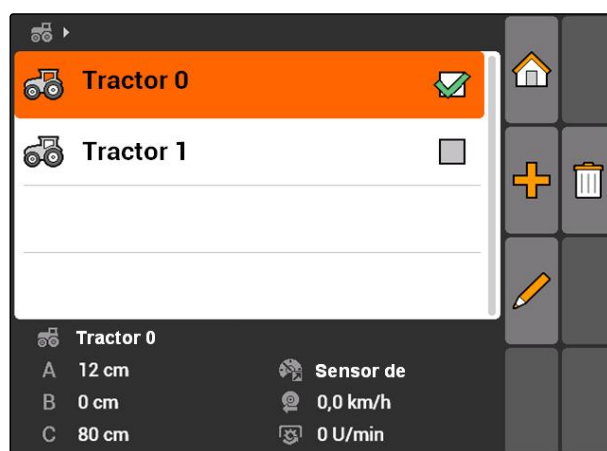 Tractor 0
Tractor 1
Tractor 0
A 12 cm Sensor de
B 0 cm 0,0 km/h
C 80 cm 0 U/min